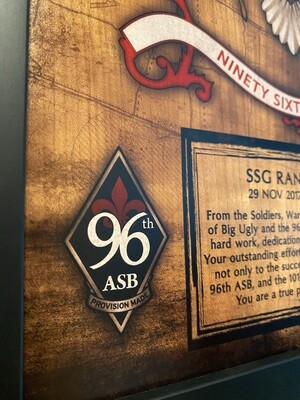 NINETY SIXT
96th
ASB
PROVISION MADE
SSG RAN
29 NOV 2017
From the Soldiers, War
of Big Ugly and the 96
hard work, dedication
Your outstanding effort
not only to the succe
96th ASB, and the 101
You are a true p